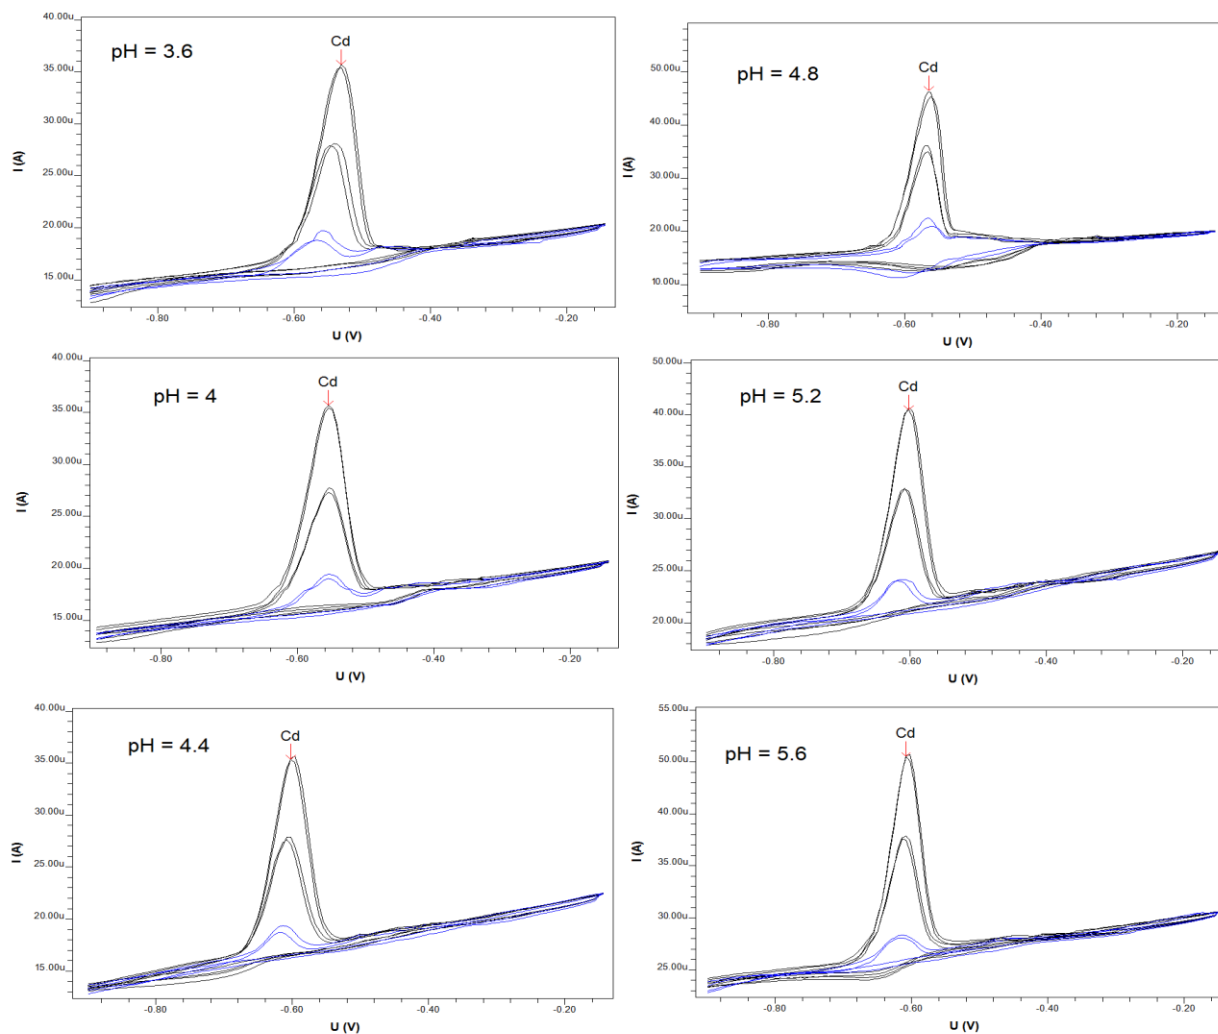 40.00u
pH = 3.6
Cd
35.00u
30.00u
I (A)
25.00u
20.00u
15.00u
-0.80
-0.60
-0.40
-0.20
U (V)
pH = 4.8
Cd
50.00u
40.00u
I (A)
30.00u
20.00u
10.00u
-0.80
-0.60
-0.40
-0.20
U (V)
40.00u
pH = 4
Cd
35.00u
30.00u
I (A)
25.00u
20.00u
15.00u
-0.80
-0.60
-0.40
-0.20
U (V)
50.00u
pH = 5.2
Cd
40.00u
35.00u
I (A)
30.00u
25.00u
20.00u
-0.80
-0.60
-0.40
-0.20
U (V)
40.00u
pH = 4.4
Cd
35.00u
30.00u
I (A)
25.00u
20.00u
15.00u
-0.80
-0.60
-0.40
-0.20
U (V)
55.00u
pH = 5.6
Cd
50.00u
40.00u
I (A)
35.00u
30.00u
25.00u
-0.80
-0.60
-0.40
-0.20
U (V)